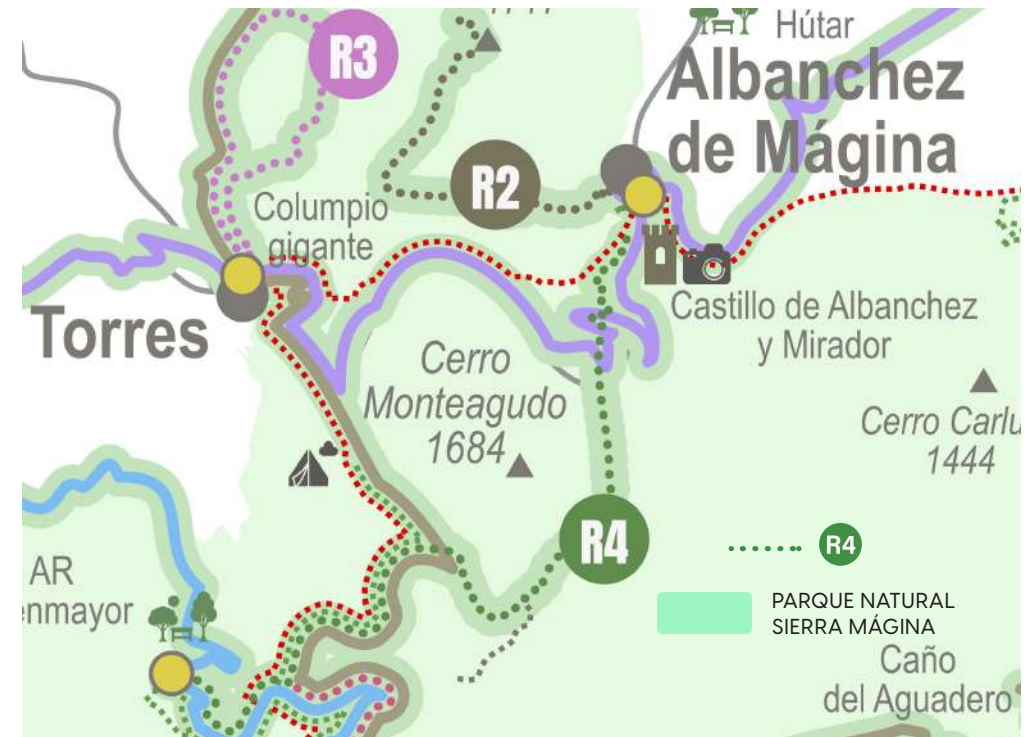 R3
Hútar
Albanchez
de Mágina
R2
Columpio
gigante
Torres
Castillo de Albanchez
y Mirador
Cerro
Monteagudo
1684
Cerro Carlu
1444
R4
R4
AR
enmayor
PARQUE NATURAL
SIERRA MÁGINA
Caño
del Aguadero